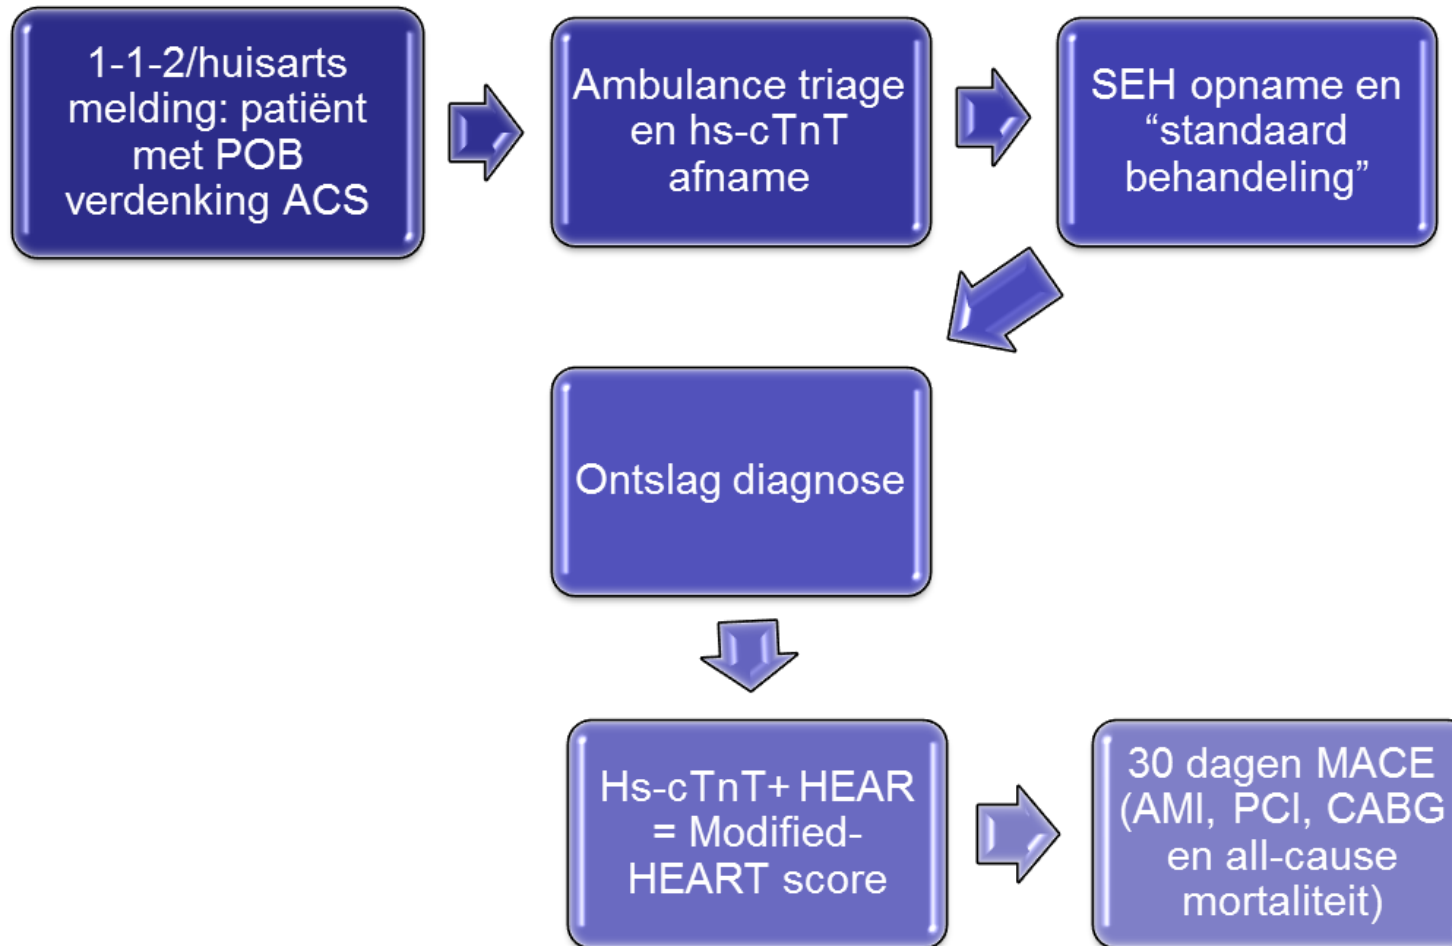 1-1-2/huisarts
melding: patiënt
met POB
verdenking ACS
Ambulance triage
en hs-cTnT
afname
SEH opname en
“standaard
behandeling”
Ontslag diagnose
Hs-cTnT+ HEAR
= Modified-
HEART score
30 dagen MACE
(AMI, PCI, CABG
en all-cause
mortaliteit)